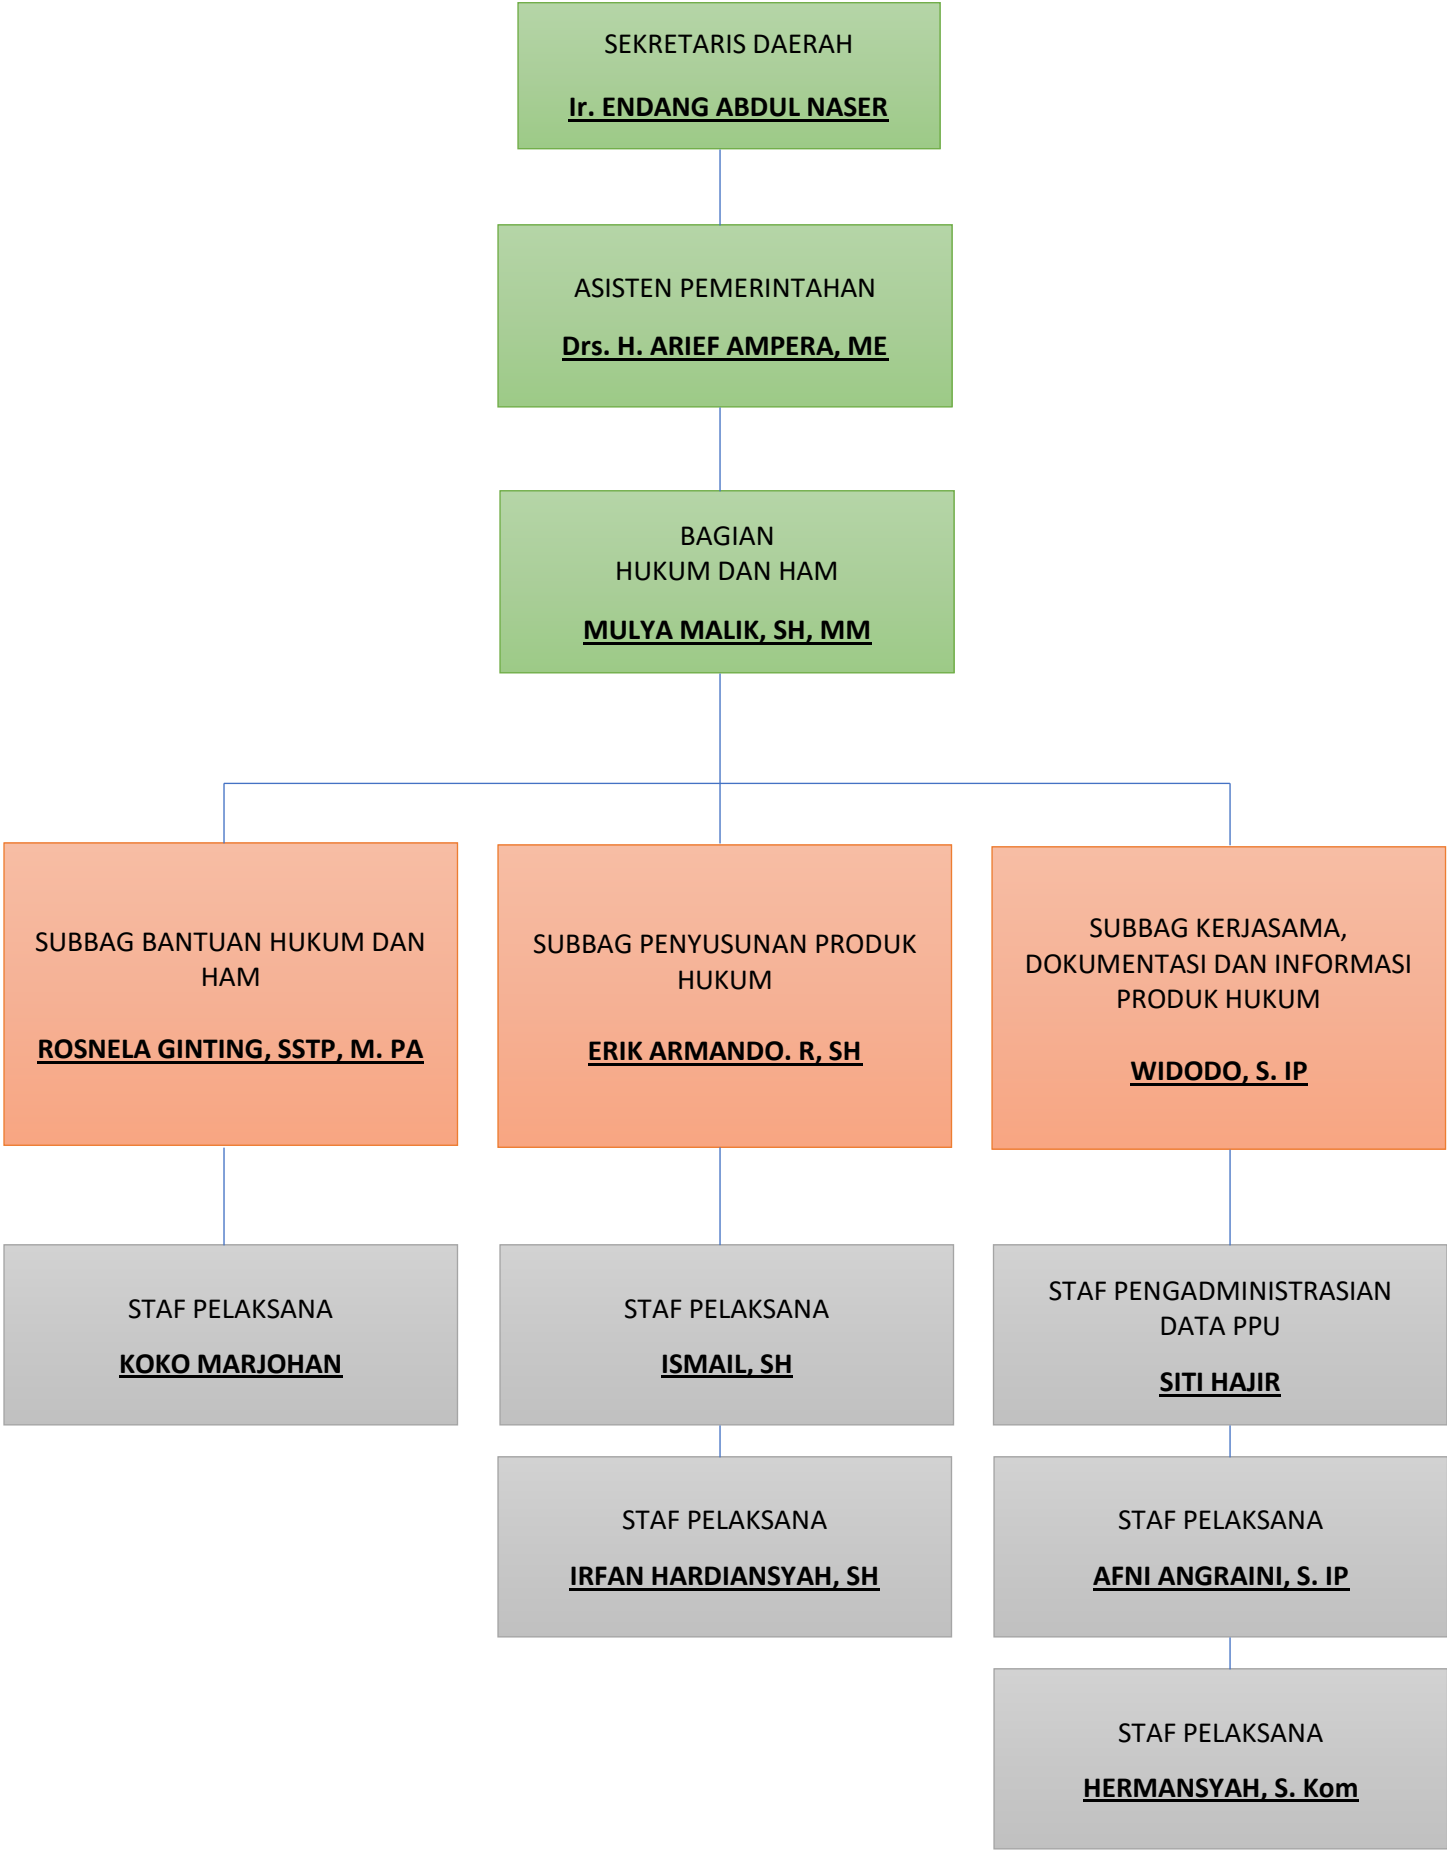 SEKRETARIS DAERAH
Ir. ENDANG ABDUL NASER
ASISTEN PEMERINTAHAN
Drs. H. ARIEF AMPERA, ME
BAGIAN
HUKUM DAN HAM
MULYA MALIK, SH, MM
SUBBAG BANTUAN HUKUM DAN
HAM
ROSNELA GINTING, SSTP, M. PA
SUBBAG PENYUSUNAN PRODUK
HUKUM
ERIK ARMANDO. R, SH
SUBBAG KERJASAMA,
DOKUMENTASI DAN INFORMASI
PRODUK HUKUM
WIDODO, S. IP
STAF PELAKSANA
KOKO MARJOHAN
STAF PELAKSANA
ISMAIL, SH
STAF PENGADMINISTRASIAN
DATA PPU
SITI HAJIR
STAF PELAKSANA
IRFAN HARDIANSYAH, SH
STAF PELAKSANA
AFNI ANGRAINI, S. IP
STAF PELAKSANA
HERMANSYAH, S. Kom